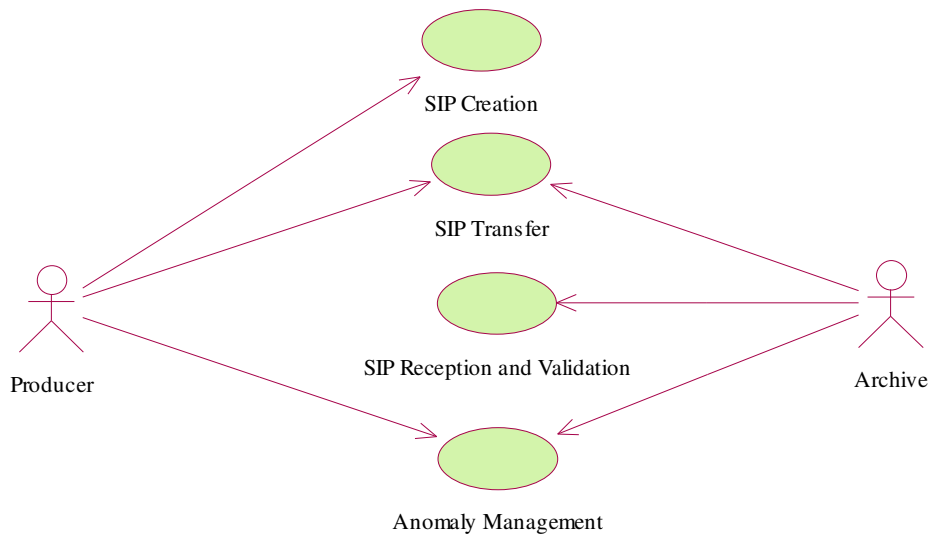 SIP Creation
SIP Transfer
SIP Reception and Validation
Producer
Archive
Anomaly Management